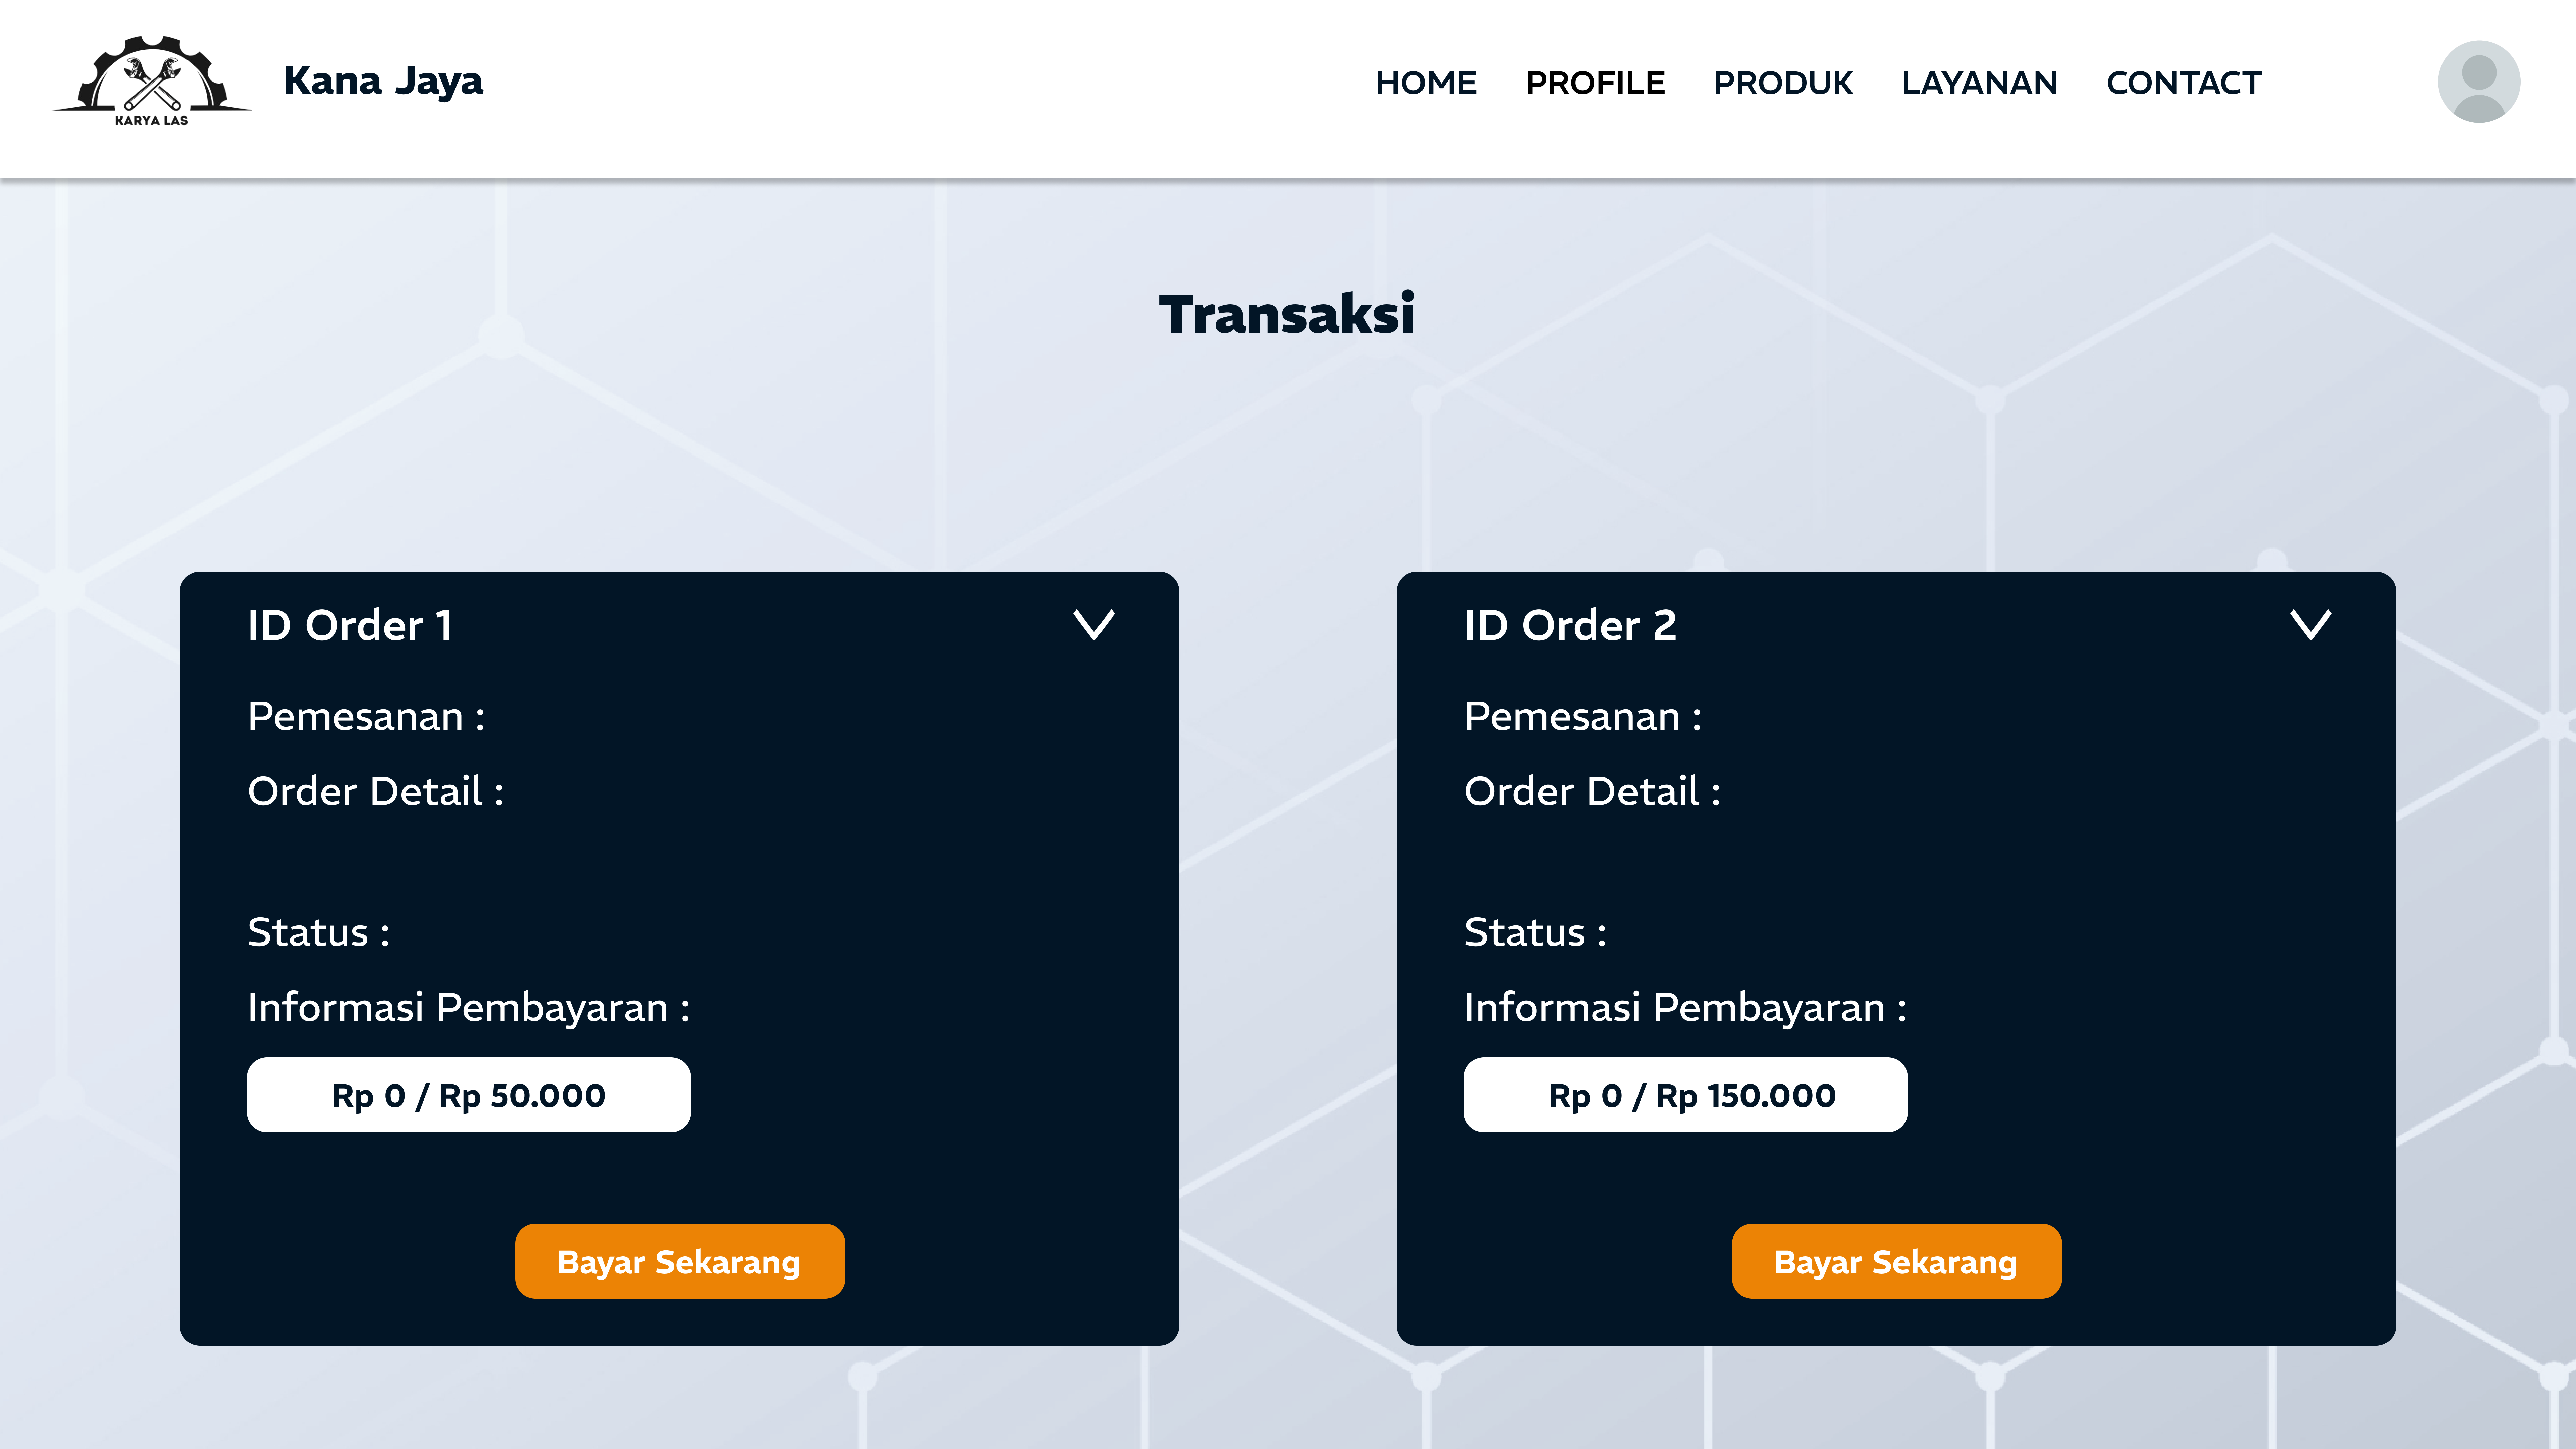 KARYA LAS
Kana Jaya
HOME PROFILE PRODUK LAYANAN CONTACT
Transaksi
ID Order 1
Pemesanan :
Order Detail :
Status :
Informasi Pembayaran :
Rp 0 / Rp 50.000
Bayar Sekarang
ID Order 2
Pemesanan :
Order Detail :
Status :
Informasi Pembayaran :
Rp 0 / Rp 150.000
Bayar Sekarang